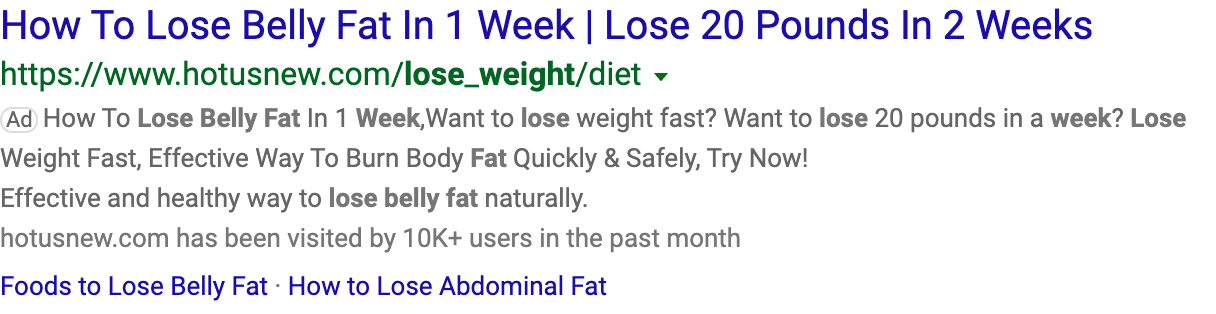 How To Lose Belly Fat In 1 Week | Lose 20 Pounds In 2 Weeks
https://www.hotusnew.com/lose_weight/diet
Ad How To Lose Belly Fat In 1 Week,Want to lose weight fast? Want to lose 20 pounds in a week? Lose
Weight Fast, Effective Way To Burn Body Fat Quickly & Safely, Try Now!
Effective and healthy way to lose belly fat naturally.
hotusnew.com has been visited by 10K+ users in the past month
Foods to Lose Belly Fat · How to Lose Abdominal Fat